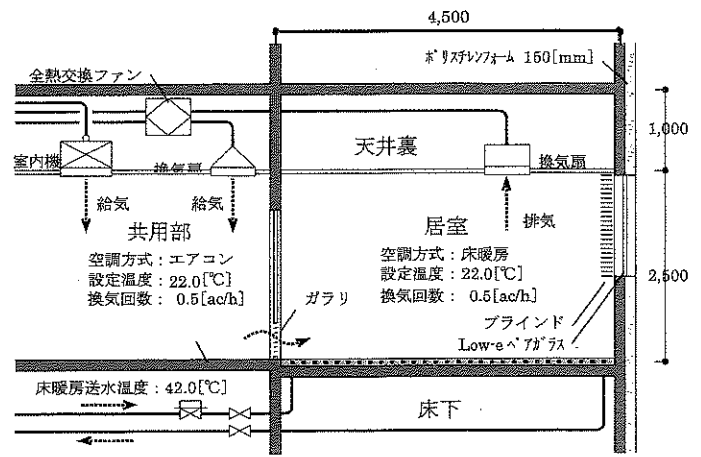 4,500
全熱交換ファン
ポリスチレンフォーム 150[mm]
天井裏
1,000
室内機
換気扇
換気扇
給気
給気
排気
共用部
居室
空調方式：エアコン
設定温度：22.0[℃]
換気回数：0.5[ac/h]
空調方式：床暖房
設定温度：22.0[℃]
換気回数：0.5[ac/h]
2,500
ガラリ
ブラインド
Low-eペアガラス
床暖房送水温度：42.0[℃]
床下